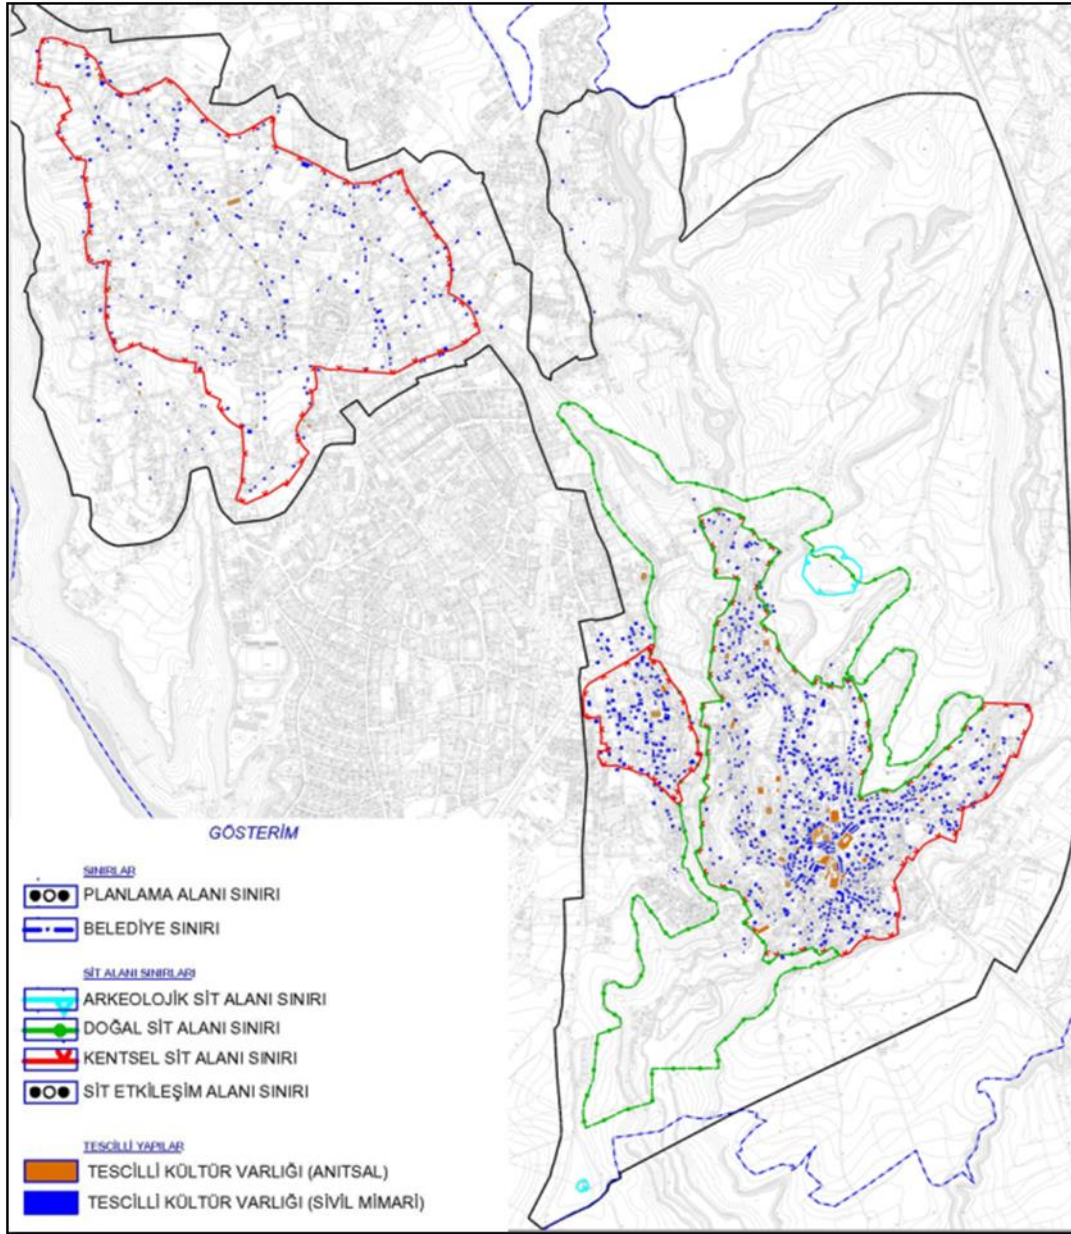 GÖSTERİM
SINIRLAR
PLANLAMA ALANI SINIRI
BELEDİYE SINIRI
SİT ALANI SINIRLARI
ARKEOLOJİK SİT ALANI SINIRI
DOĞAL SİT ALANI SINIRI
KENTSEL SİT ALANI SINIRI
SİT ETKİLEŞİM ALANI SINIRI
TESCİLLİ YAPILAR
TESCİLLİ KÜLTÜR VARLIĞI (ANITSAL)
TESCİLLİ KÜLTÜR VARLIĞI (SİVİL MİMARİ)